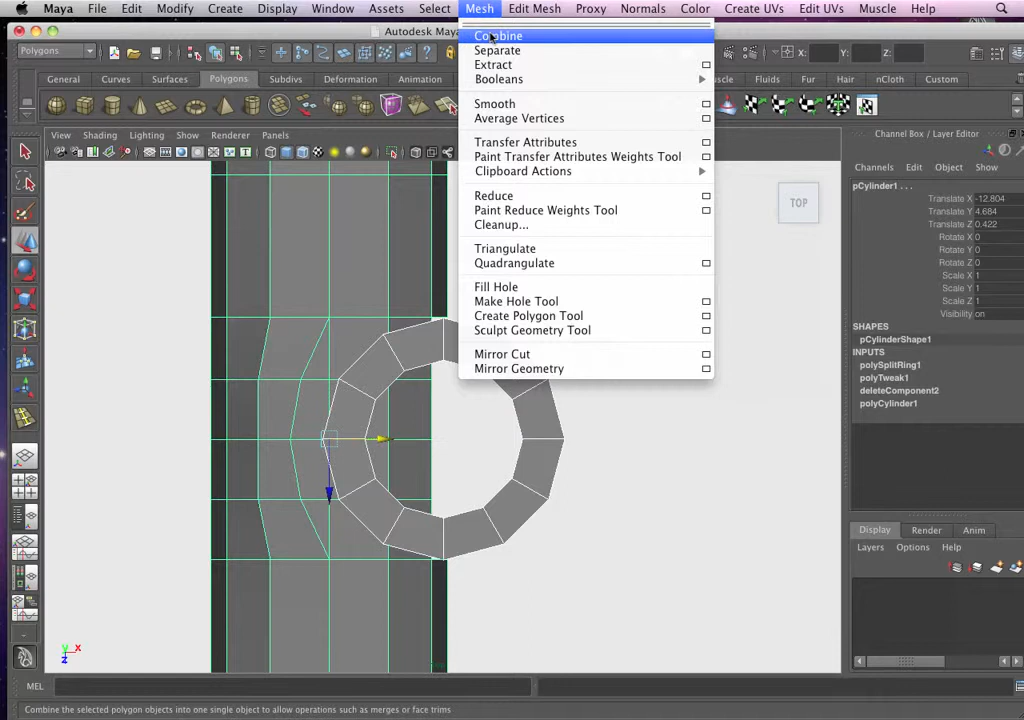 Maya File Edit Modify Create Display Window Assets Select Mesh Edit Mesh Proxy Normals Color Create UVs Edit UVs Muscle Help
Autodesk Maya
Polygons
X: Y: Z:
General Curves Surfaces Polygons Subdivs Deformation Animation
Fluids Fur Hair nCloth Custom
View Shading Lighting Show Renderer Panels
Combine
Separate
Extract
Booleans
Smooth
Average Vertices
Transfer Attributes
Paint Transfer Attributes Weights Tool
Clipboard Actions
Reduce
Paint Reduce Weights Tool
Cleanup...
Triangulate
Quadrangulate
Fill Hole
Make Hole Tool
Create Polygon Tool
Sculpt Geometry Tool
Mirror Cut
Mirror Geometry
TOP
Channel Box / Layer Editor
Channels Edit Object Show
pCylinder1 . . .
Translate X -12.804
Translate Y 4.684
Translate Z 0.422
Rotate X 0
Rotate Y 0
Rotate Z 0
Scale X 1
Scale Y 1
Scale Z 1
Visibility on
SHAPES
pCylinderShape1
INPUTS
polySplitRing1
polyTweak1
deleteComponent2
polyCylinder1
Display Render Anim
Layers Options Help
y x
z
MEL
Combine the selected polygon objects into one single object to allow operations such as merges or face trims